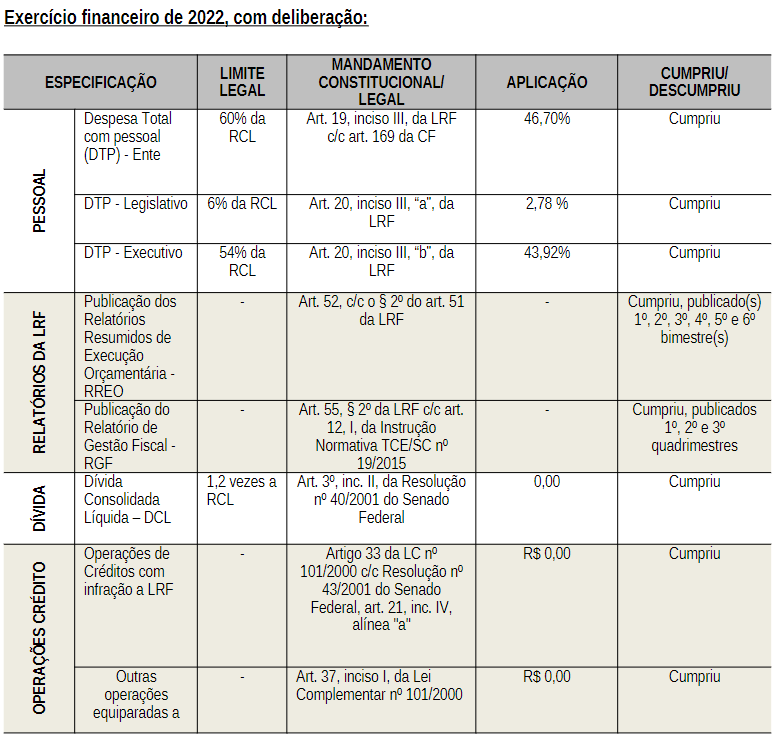 Exercício financeiro de 2022, com deliberação:
ESPECIFICAÇÃO
LIMITE
LEGAL
MANDAMENTO
CONSTITUCIONAL/
LEGAL
APLICAÇÃO
CUMPRIU/
DESCUMPRIU
PESSOAL
Despesa Total
com pessoal
(DTP) - Ente
60% da
RCL
Art. 19, inciso III, da LRF
c/c art. 169 da CF
46,70%
Cumpriu
DTP - Legislativo
6% da RCL
Art. 20, inciso III, “a”, da
LRF
2,78 %
Cumpriu
DTP - Executivo
54% da
RCL
Art. 20, inciso III, “b”, da
LRF
43,92%
Cumpriu
RELATÓRIOS DA LRF
Publicação dos
Relatórios
Resumidos de
Execução
Orçamentária -
RREO
-
Art. 52, c/c o § 2º do art. 51
da LRF
-
Cumpriu, publicado(s)
1º, 2º, 3º, 4º, 5º e 6º
bimestre(s)
Publicação do
Relatório de
Gestão Fiscal -
RGF
-
Art. 55, § 2º da LRF c/c art.
12, I, da Instrução
Normativa TCE/SC nº
19/2015
-
Cumpriu, publicados
1º, 2º e 3º
quadrimestres
DÍVIDA
Dívida
Consolidada
Líquida – DCL
1,2 vezes a
RCL
Art. 3º, inc. II, da Resolução
nº 40/2001 do Senado
Federal
0,00
Cumpriu
OPERAÇÕES CRÉDITO
Operações de
Créditos com
infração a LRF
-
Artigo 33 da LC nº
101/2000 c/c Resolução nº
43/2001 do Senado
Federal, art. 21, inc. IV,
alínea "a"
R$ 0,00
Cumpriu
Outras
operações
equiparadas a
-
Art. 37, inciso I, da Lei
Complementar nº 101/2000
R$ 0,00
Cumpriu